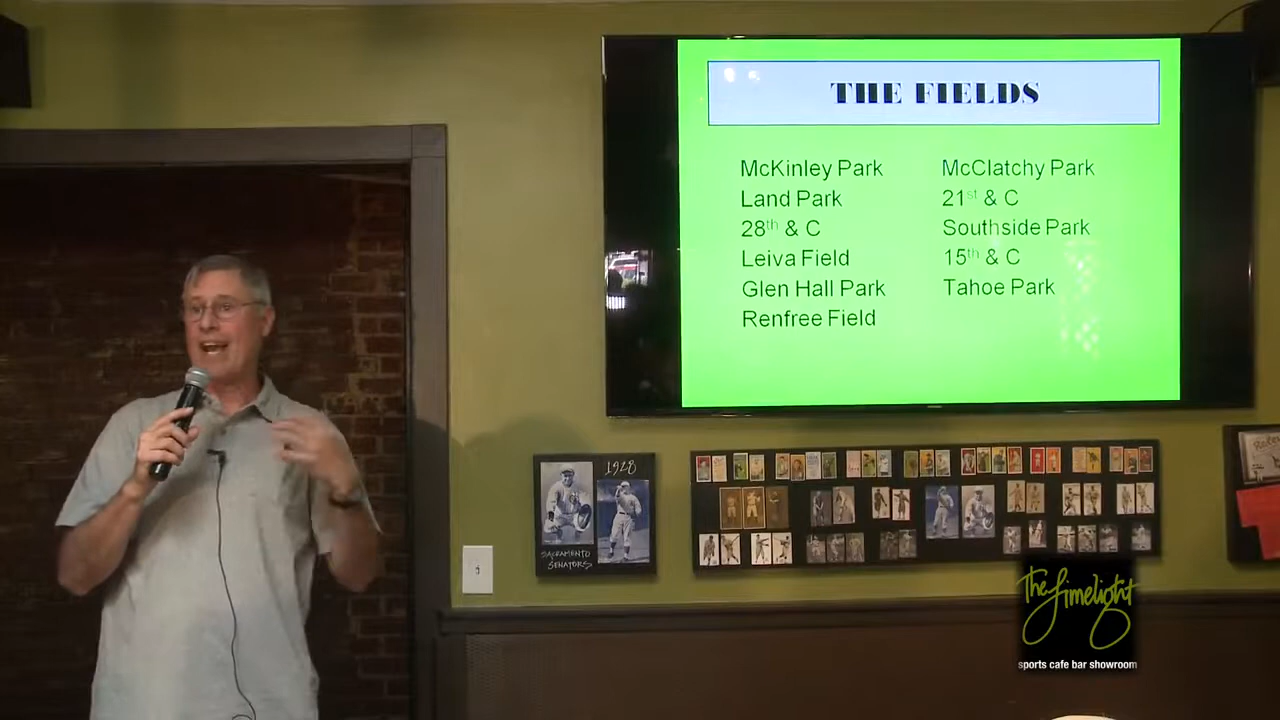 THE FIELDS
McKinley Park
Land Park
28th & C
Leiva Field
Glen Hall Park
Renfree Field
McClatchy Park
21st & C
Southside Park
15th & C
Tahoe Park
1928
SACRAMENTO
SENATORS
The Limelight
sports cafe bar showroom